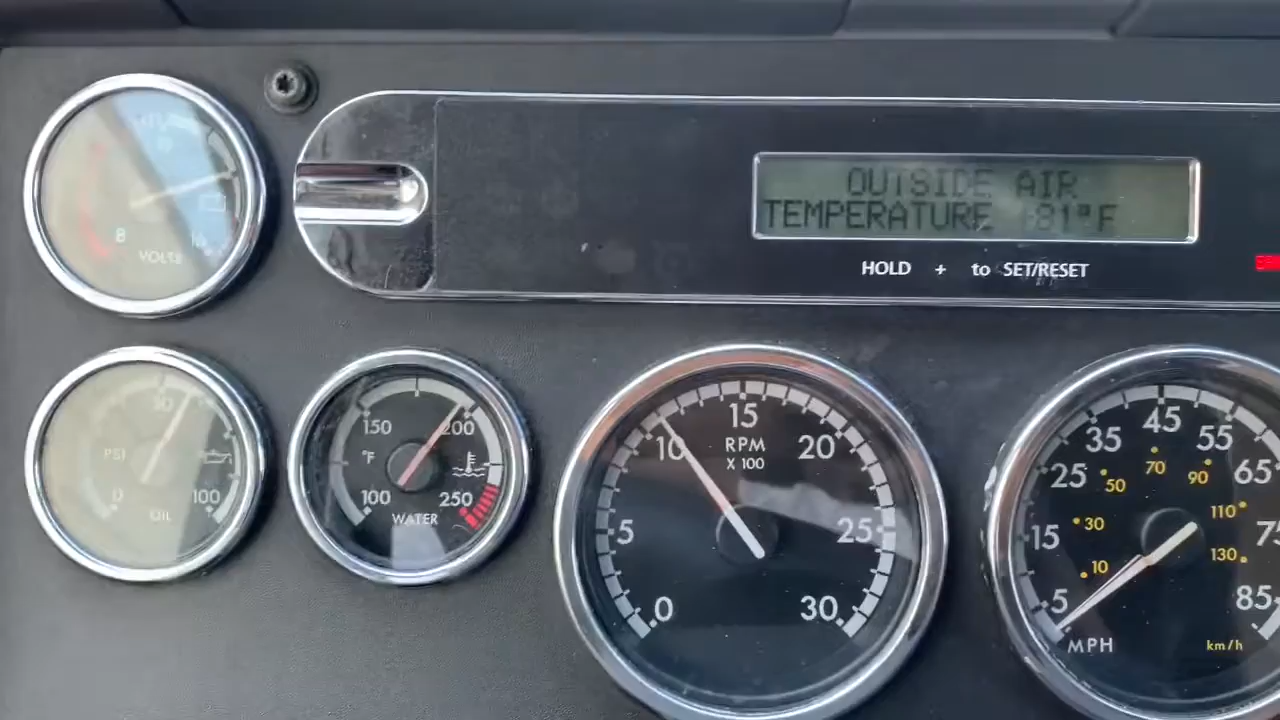 OUTSIDE AIR
TEMPERATURE 81°F
HOLD + to SET/RESET
8
VOLTS
PSI
0
100
OIL
150
200
°F
100
250
WATER
15
10
20
RPM
X 100
5
25
0
30
45
35
55
25
65
70
50
90
15
30
110
10
130
5
85
MPH
km/h